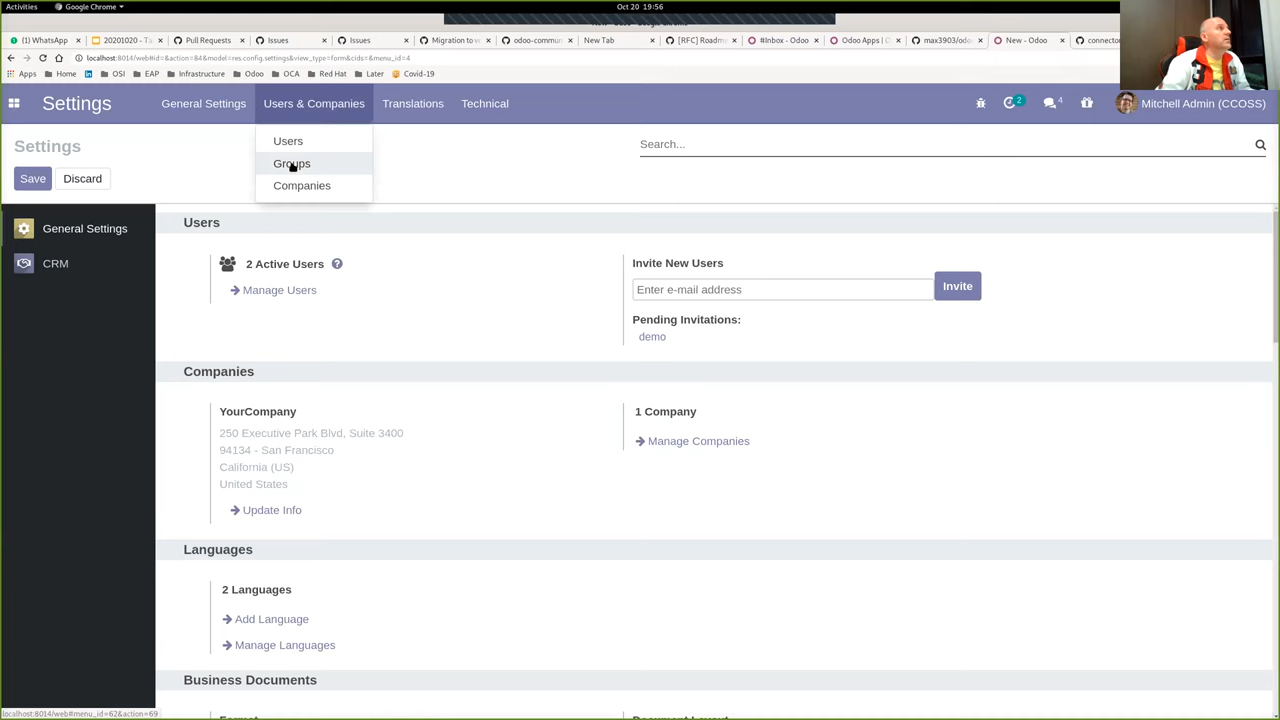 Activities
Google Chrome
Oct 20 19:56
(1) WhatsApp
20201020 - Ta
Pull Requests
Issues
Issues
Migration to v
odoo-commun
New Tab
[RFC] Roadm
#Inbox - Odoo
Odoo Apps | O
max3903/odo
New - Odoo
connector
localhost:8014/web#id=&action=84&model=res.config.settings&view_type=form&cids=&menu_id=4
Apps
Home
OSI
EAP
Infrastructure
Odoo
OCA
Red Hat
Later
Covid-19
Settings
General Settings
Users & Companies
Translations
Technical
2
4
Mitchell Admin (CCOSS)
Users
Groups
Companies
Settings
Search...
Save
Discard
General Settings
CRM
Users
2 Active Users
Manage Users
Invite New Users
Enter e-mail address
Invite
Pending Invitations:
demo
Companies
YourCompany
250 Executive Park Blvd, Suite 3400
94134 - San Francisco
California (US)
United States
Update Info
1 Company
Manage Companies
Languages
2 Languages
Add Language
Manage Languages
Business Documents
localhost:8014/web#menu_id=62&action=69